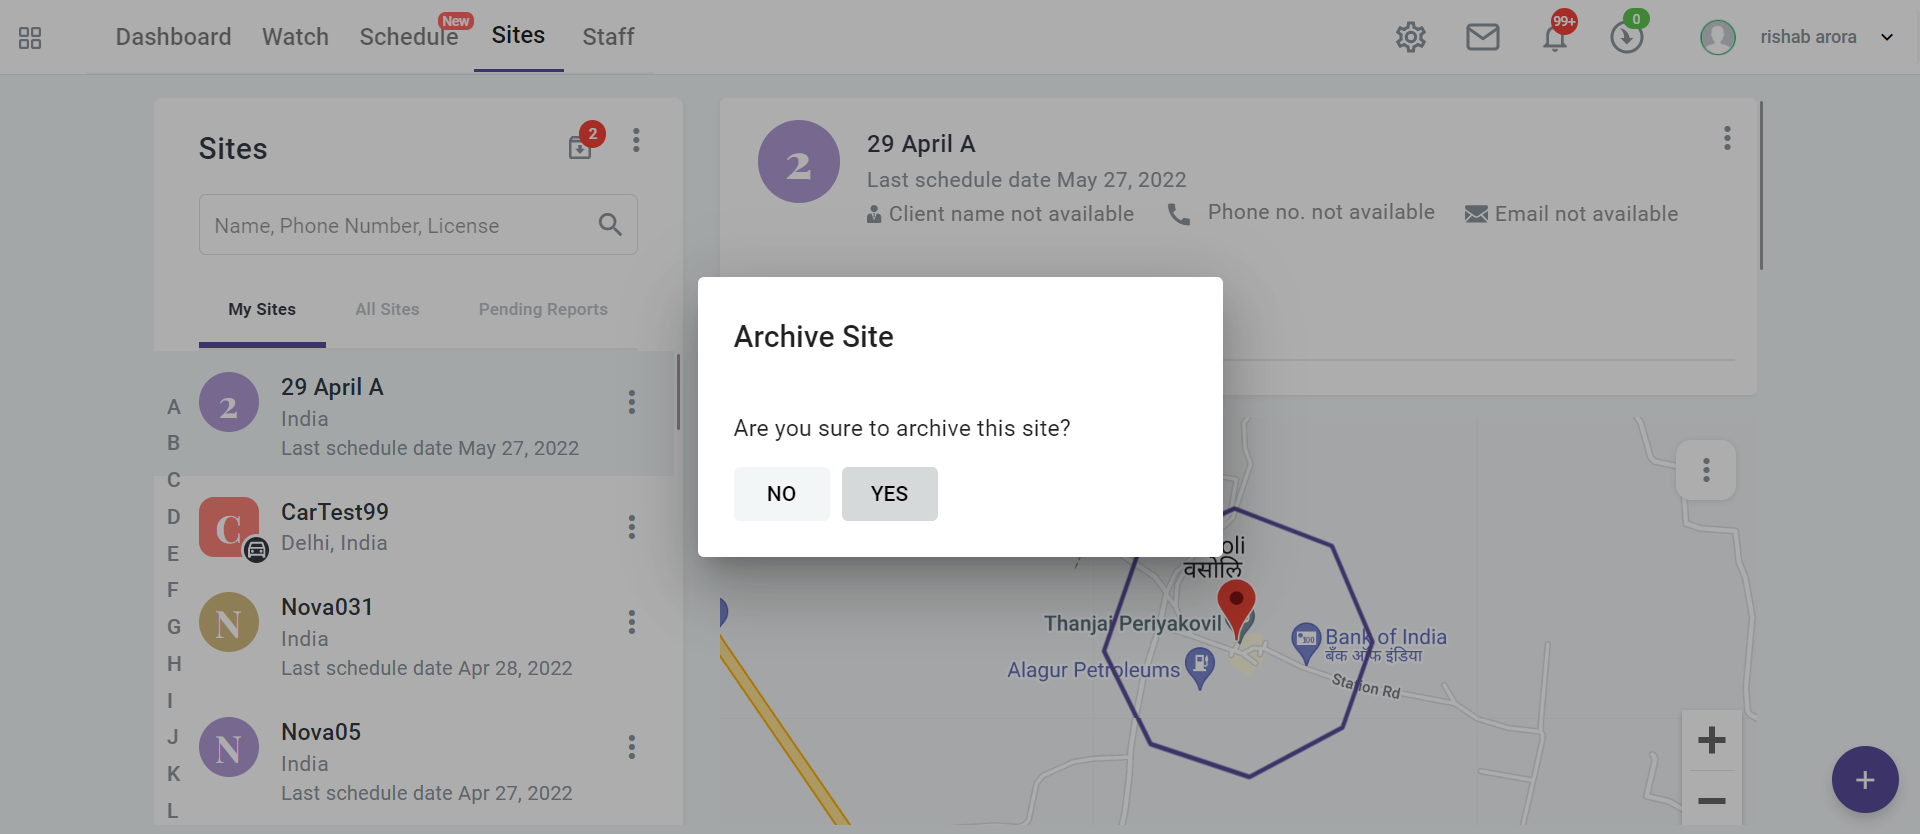 Dashboard
Watch
Schedule
New
Sites
Staff
99+
0
rishab arora
Sites
2
Name, Phone Number, License
My Sites
All Sites
Pending Reports
A
B
C
D
E
F
G
H
I
J
K
L
2
29 April A
India
Last schedule date May 27, 2022
C
CarTest99
Delhi, India
N
Nova031
India
Last schedule date Apr 28, 2022
N
Nova05
India
Last schedule date Apr 27, 2022
2
29 April A
Last schedule date May 27, 2022
Client name not available
Phone no. not available
Email not available
Archive Site
Are you sure to archive this site?
NO
YES
oli
वसोलि
Thanjai Periyakovil
Alagur Petroleums
100
Bank of India
बँक ऑफ इंडिया
Station Rd
+
−
+